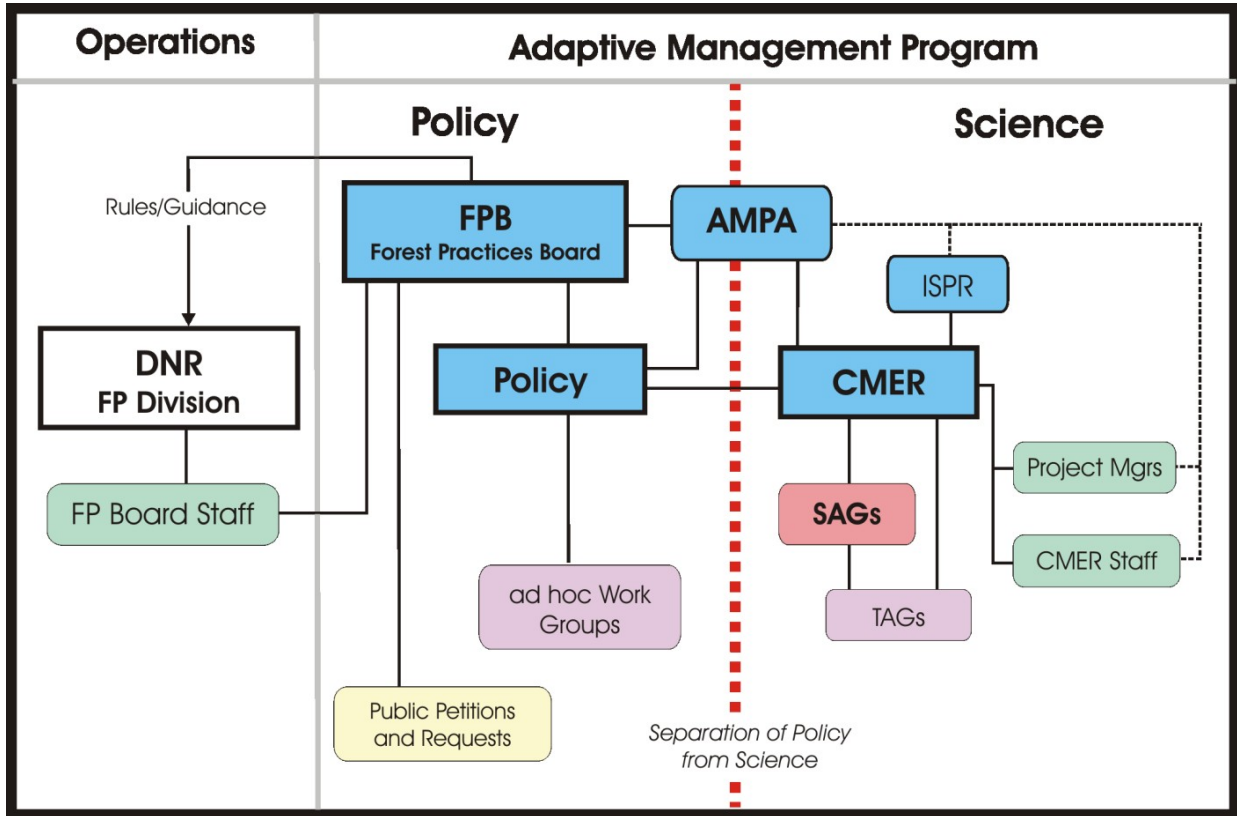 Operations
Adaptive Management Program
Policy
Science
Rules/Guidance
FPB
Forest Practices Board
AMPA
ISPR
DNR
FP Division
Policy
CMER
FP Board Staff
Project Mgrs
SAGs
CMER Staff
ad hoc Work
Groups
TAGs
Public Petitions
and Requests
Separation of Policy
from Science